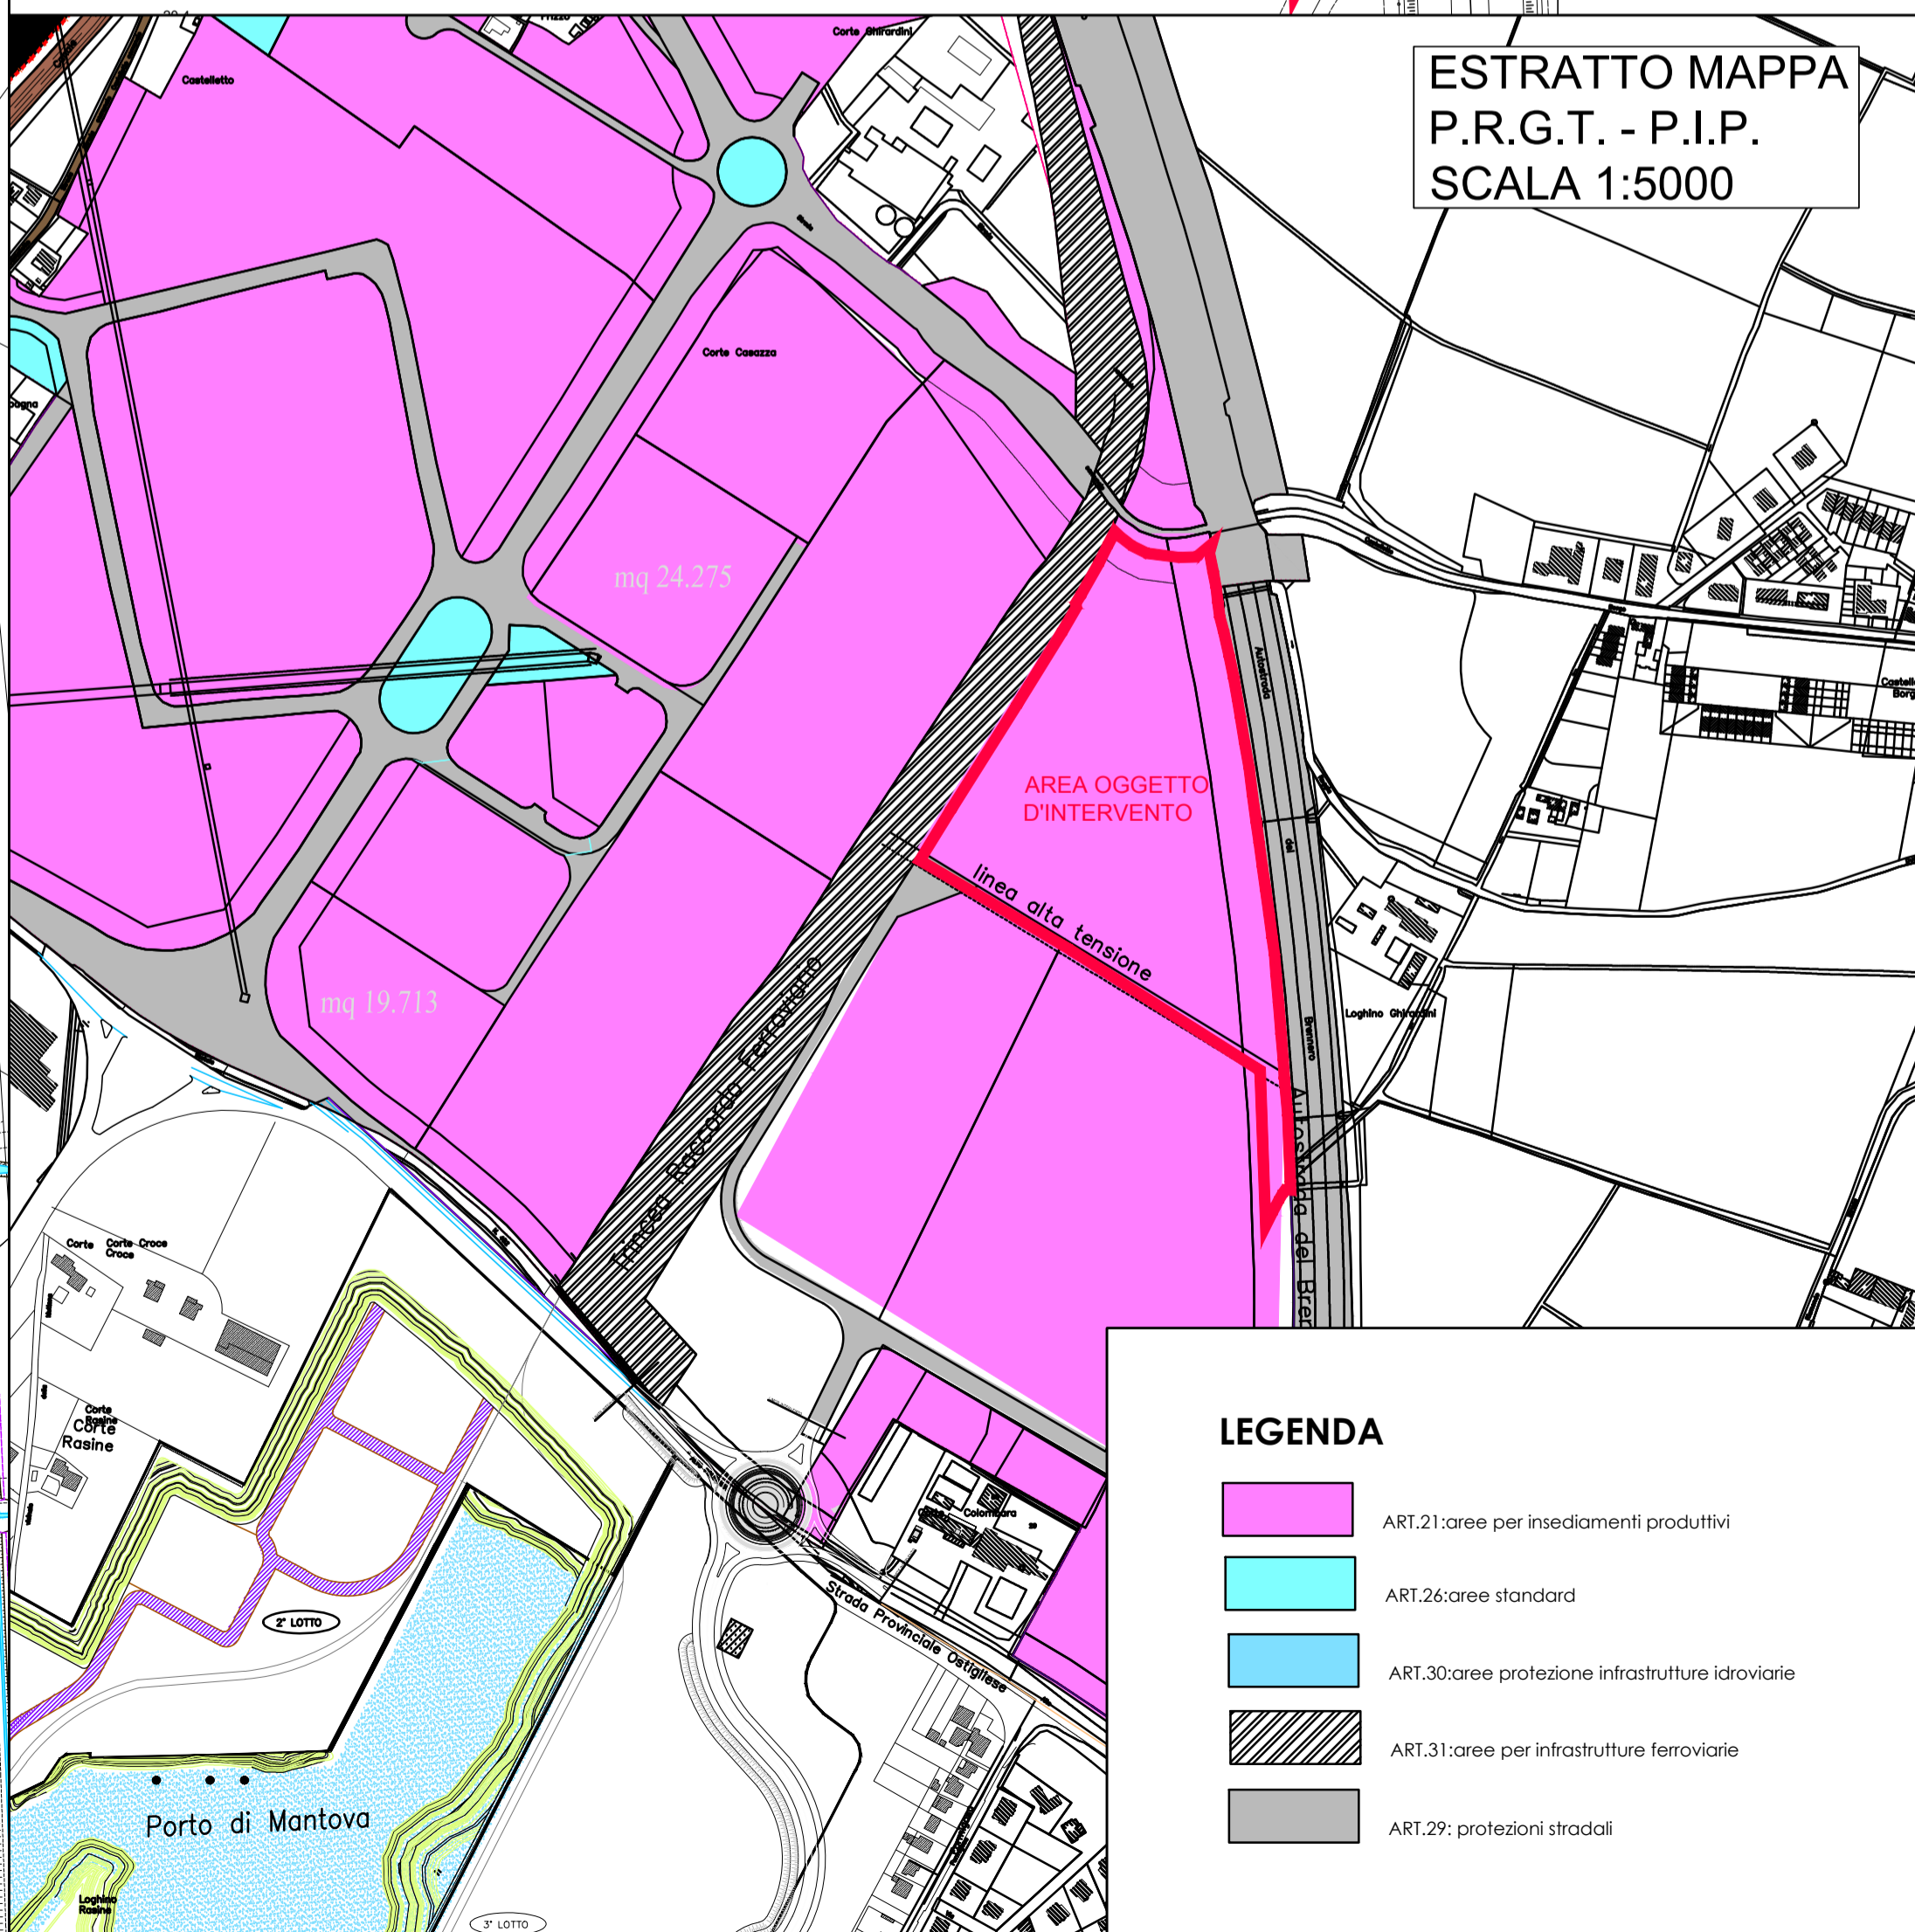 ESTRATTO MAPPA
P.R.G.T. - P.I.P.
SCALA 1:5000
Castelletto
Corte Ghirardini
Corte Casazza
mq 24.275
AREA OGGETTO
D'INTERVENTO
linea alta tensione
mq 19.713
Trincea Raccordo Ferroviario
Autostrada
del
Brennero
Autostrada del Bren
Loghino Ghirardini
Corte
Corte Croce
Croce
Corte
Rasine
Corte
Rasine
2° LOTTO
Colombara
Strada Provinciale Ostigliese
Porto di Mantova
Loghino
Rasine
3° LOTTO
LEGENDA
ART.21:aree per insediamenti produttivi
ART.26:aree standard
ART.30:aree protezione infrastrutture idroviarie
ART.31:aree per infrastrutture ferroviarie
ART.29: protezioni stradali